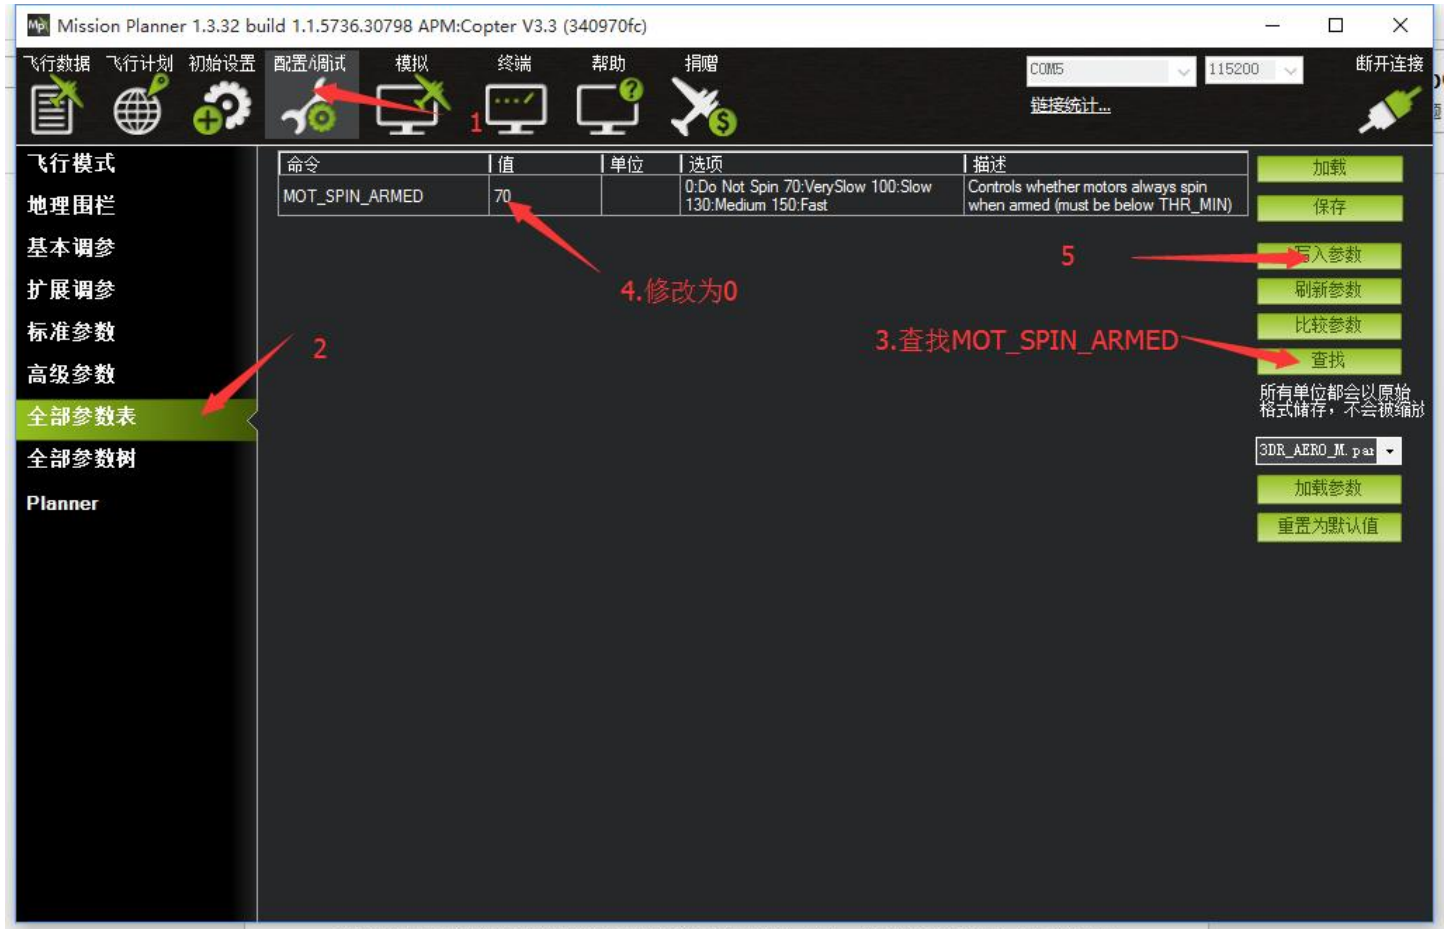 Mission Planner 1.3.32 build 1.1.5736.30798 APM:Copter V3.3 (340970fc)
飞行数据 飞行计划 初始设置 配置/调试 模拟 终端 帮助 捐赠
COM5 115200 断开连接
链接统计...
1
飞行模式
地理围栏
基本调参
扩展调参
标准参数
高级参数
全部参数表
全部参数树
Planner
命令 值 单位 选项 描述
MOT_SPIN_ARMED 70 0:Do Not Spin 70:VerySlow 100:Slow
130:Medium 150:Fast
Controls whether motors always spin
when armed (must be below THR_MIN)
2
4.修改为0
5
3.查找MOT_SPIN_ARMED
加载
保存
写入参数
刷新参数
比较参数
查找
所有单位都会以原始
格式储存，不会被缩放
3DR_AERO_M.par
加载参数
重置为默认值